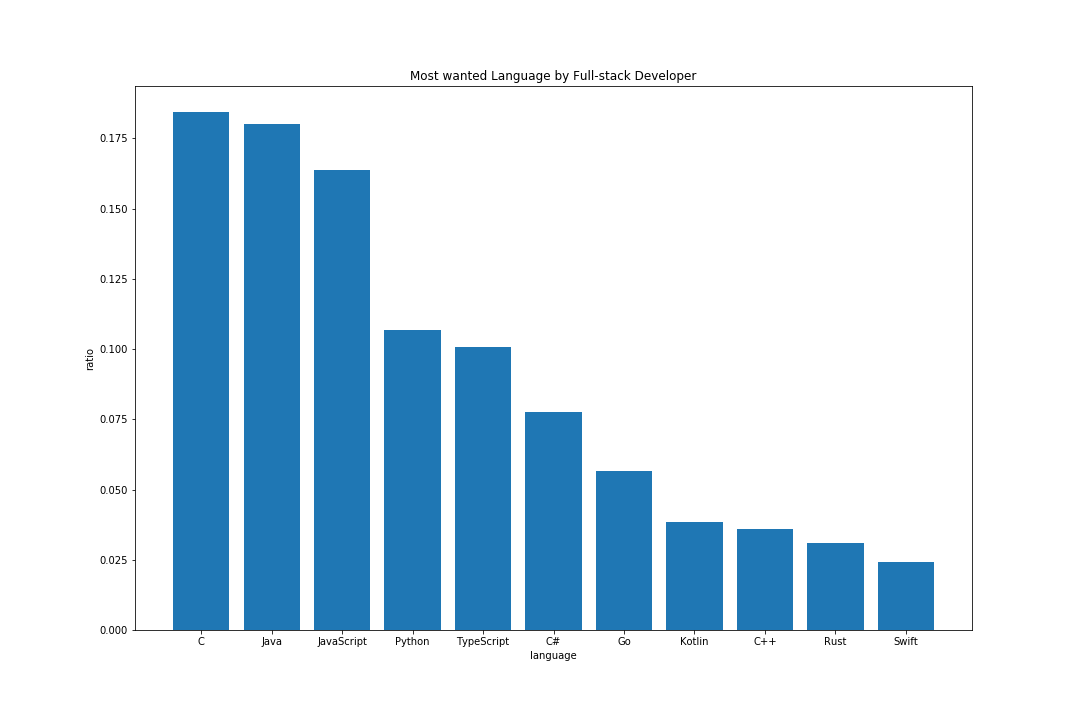 Most wanted Language by Full-stack Developer
0.175
0.150
0.125
0.100
0.075
0.050
0.025
0.000
ratio
C Java JavaScript Python TypeScript C# Go Kotlin C++ Rust Swift
language